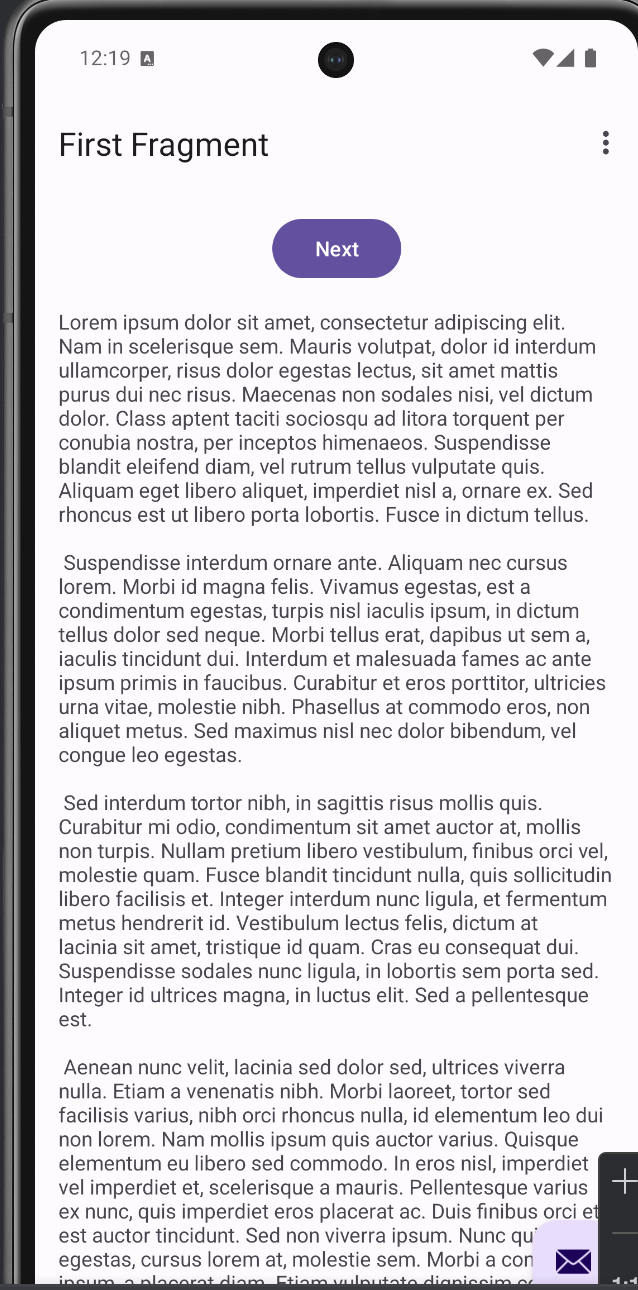 12:19
First Fragment
Next
Lorem ipsum dolor sit amet, consectetur adipiscing elit.
Nam in scelerisque sem. Mauris volutpat, dolor id interdum
ullamcorper, risus dolor egestas lectus, sit amet mattis
purus dui nec risus. Maecenas non sodales nisi, vel dictum
dolor. Class aptent taciti sociosqu ad litora torquent per
conubia nostra, per inceptos himenaeos. Suspendisse
blandit eleifend diam, vel rutrum tellus vulputate quis.
Aliquam eget libero aliquet, imperdiet nisl a, ornare ex. Sed
rhoncus est ut libero porta lobortis. Fusce in dictum tellus.
Suspendisse interdum ornare ante. Aliquam nec cursus
lorem. Morbi id magna felis. Vivamus egestas, est a
condimentum egestas, turpis nisl iaculis ipsum, in dictum
tellus dolor sed neque. Morbi tellus erat, dapibus ut sem a,
iaculis tincidunt dui. Interdum et malesuada fames ac ante
ipsum primis in faucibus. Curabitur et eros porttitor, ultricies
urna vitae, molestie nibh. Phasellus at commodo eros, non
aliquet metus. Sed maximus nisl nec dolor bibendum, vel
congue leo egestas.
Sed interdum tortor nibh, in sagittis risus mollis quis.
Curabitur mi odio, condimentum sit amet auctor at, mollis
non turpis. Nullam pretium libero vestibulum, finibus orci vel,
molestie quam. Fusce blandit tincidunt nulla, quis sollicitudin
libero facilisis et. Integer interdum nunc ligula, et fermentum
metus hendrerit id. Vestibulum lectus felis, dictum at
lacinia sit amet, tristique id quam. Cras eu consequat dui.
Suspendisse sodales nunc ligula, in lobortis sem porta sed.
Integer id ultrices magna, in luctus elit. Sed a pellentesque
est.
Aenean nunc velit, lacinia sed dolor sed, ultrices viverra
nulla. Etiam a venenatis nibh. Morbi laoreet, tortor sed
facilisis varius, nibh orci rhoncus nulla, id elementum leo dui
non lorem. Nam mollis ipsum quis auctor varius. Quisque
elementum eu libero sed commodo. In eros nisl, imperdiet
vel imperdiet et, scelerisque a mauris. Pellentesque varius
ex nunc, quis imperdiet eros placerat ac. Duis finibus orci et
est auctor tincidunt. Sed non viverra ipsum. Nunc
egestas, cursus lorem at, molestie sem. Morbi a
ipsum, a placerat diam. Etiam vulputate dignissim